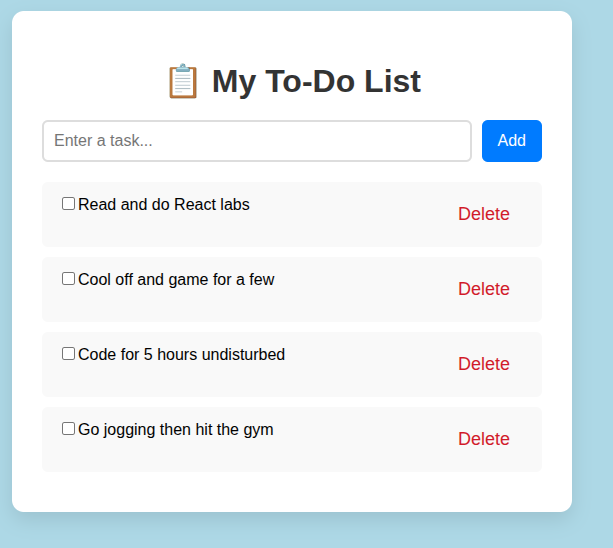 📋 My To-Do List
Enter a task... Add
Read and do React labs Delete
Cool off and game for a few Delete
Code for 5 hours undisturbed Delete
Go jogging then hit the gym Delete